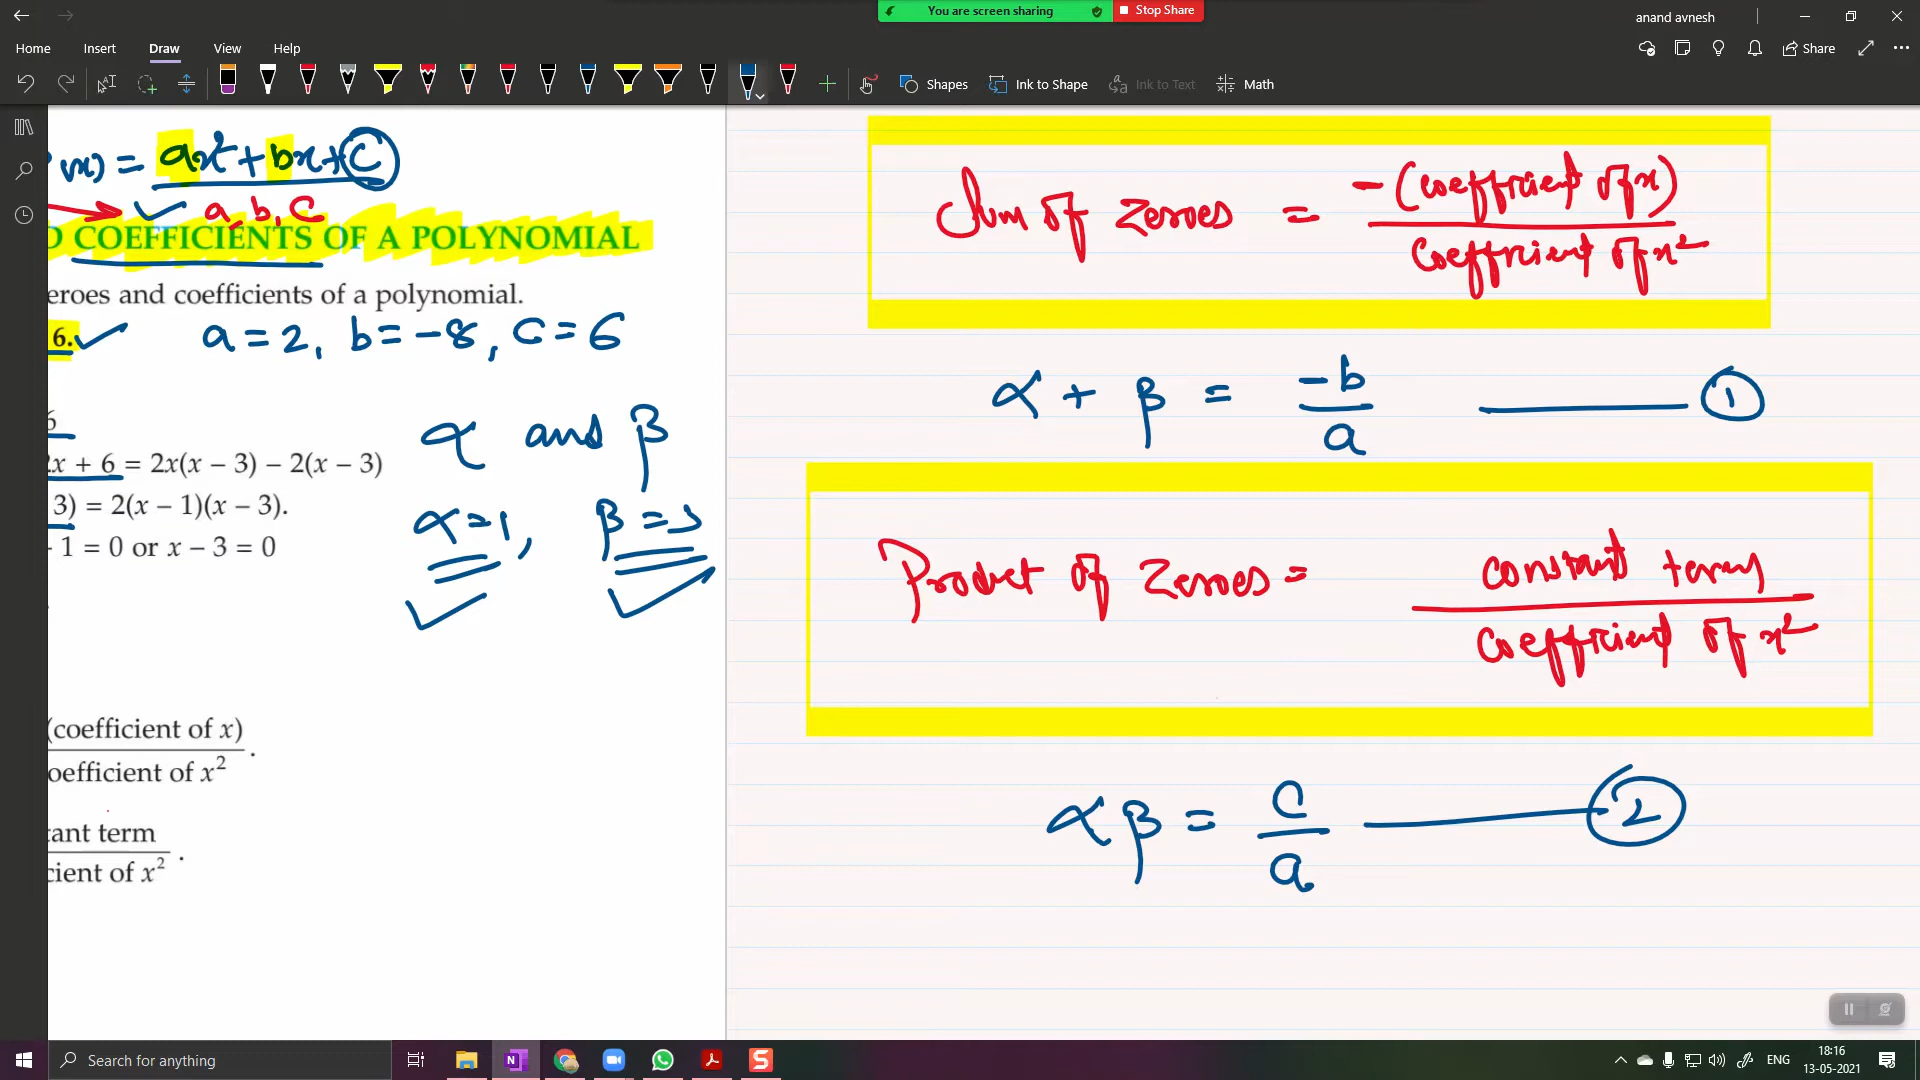 You are screen sharing
Stop Share
anand avnesh
Home Insert Draw View Help
Share
Shapes Ink to Shape Ink to Text Math
x) = ax² + bx + c
a, b, c
D COEFFICIENTS OF A POLYNOMIAL
eroes and coefficients of a polynomial.
6. a = 2, b = -8, c = 6
6
α and β
2x + 6 = 2x(x − 3) − 2(x − 3)
3) = 2(x − 1)(x − 3).
α = 1, β = 3
- 1 = 0 or x − 3 = 0
(coefficient of x)
oefficient of x² .
tant term
cient of x² .
Sum of zeroes = -(coefficient of x)
coefficient of x²
α + β = -b
a
1
Product of zeroes = constant term
coefficient of x²
αβ = c
a
2
Search for anything
ENG
18:16
13-05-2021